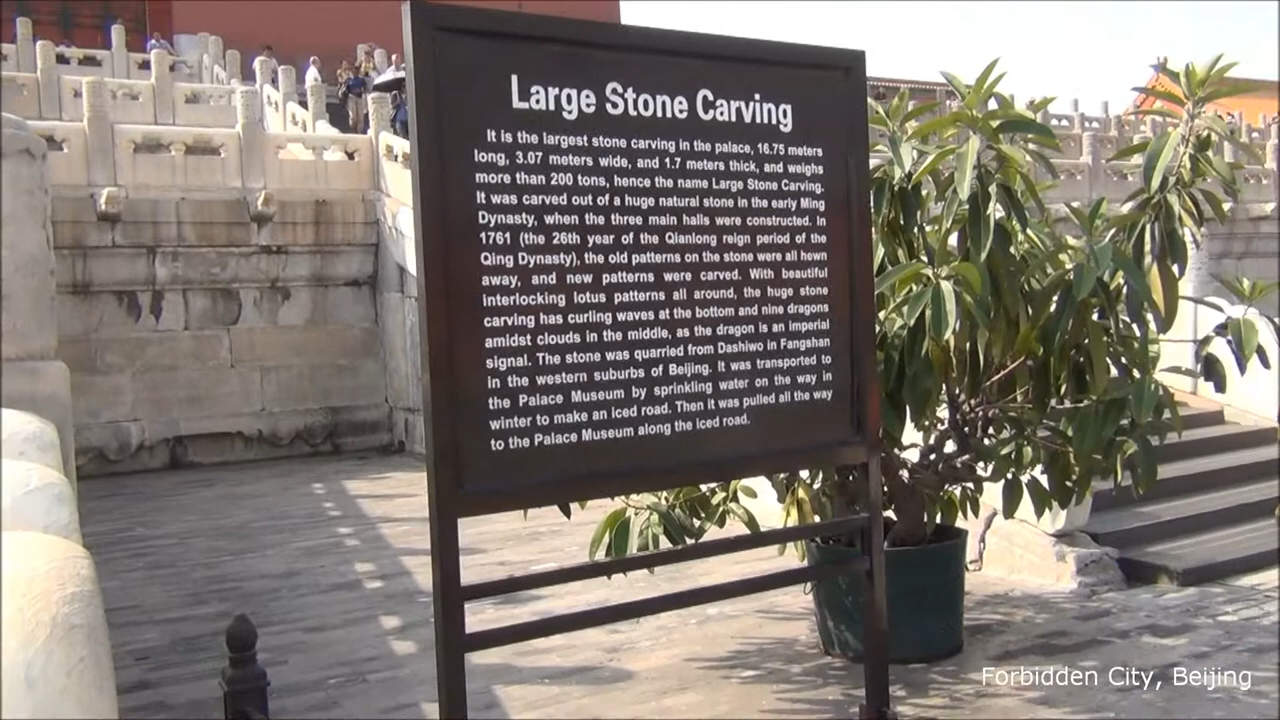 Large Stone Carving
It is the largest stone carving in the palace, 16.75 meters
long, 3.07 meters wide, and 1.7 meters thick, and weighs
more than 200 tons, hence the name Large Stone Carving.
It was carved out of a huge natural stone in the early Ming
Dynasty, when the three main halls were constructed. In
1761 (the 26th year of the Qianlong reign period of the
Qing Dynasty), the old patterns on the stone were all hewn
away, and new patterns were carved. With beautiful
interlocking lotus patterns all around, the huge stone
carving has curling waves at the bottom and nine dragons
amidst clouds in the middle, as the dragon is an imperial
signal. The stone was quarried from Dashiwo in Fangshan
in the western suburbs of Beijing. It was transported to
the Palace Museum by sprinkling water on the way in
winter to make an iced road. Then it was pulled all the way
to the Palace Museum along the iced road.
Forbidden City, Beijing